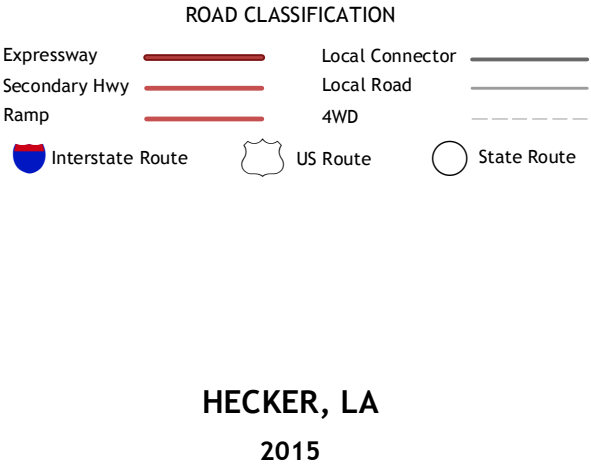 ROAD CLASSIFICATION
Expressway
Local Connector
Secondary Hwy
Local Road
Ramp
4WD
Interstate Route
US Route
State Route
HECKER, LA
2015